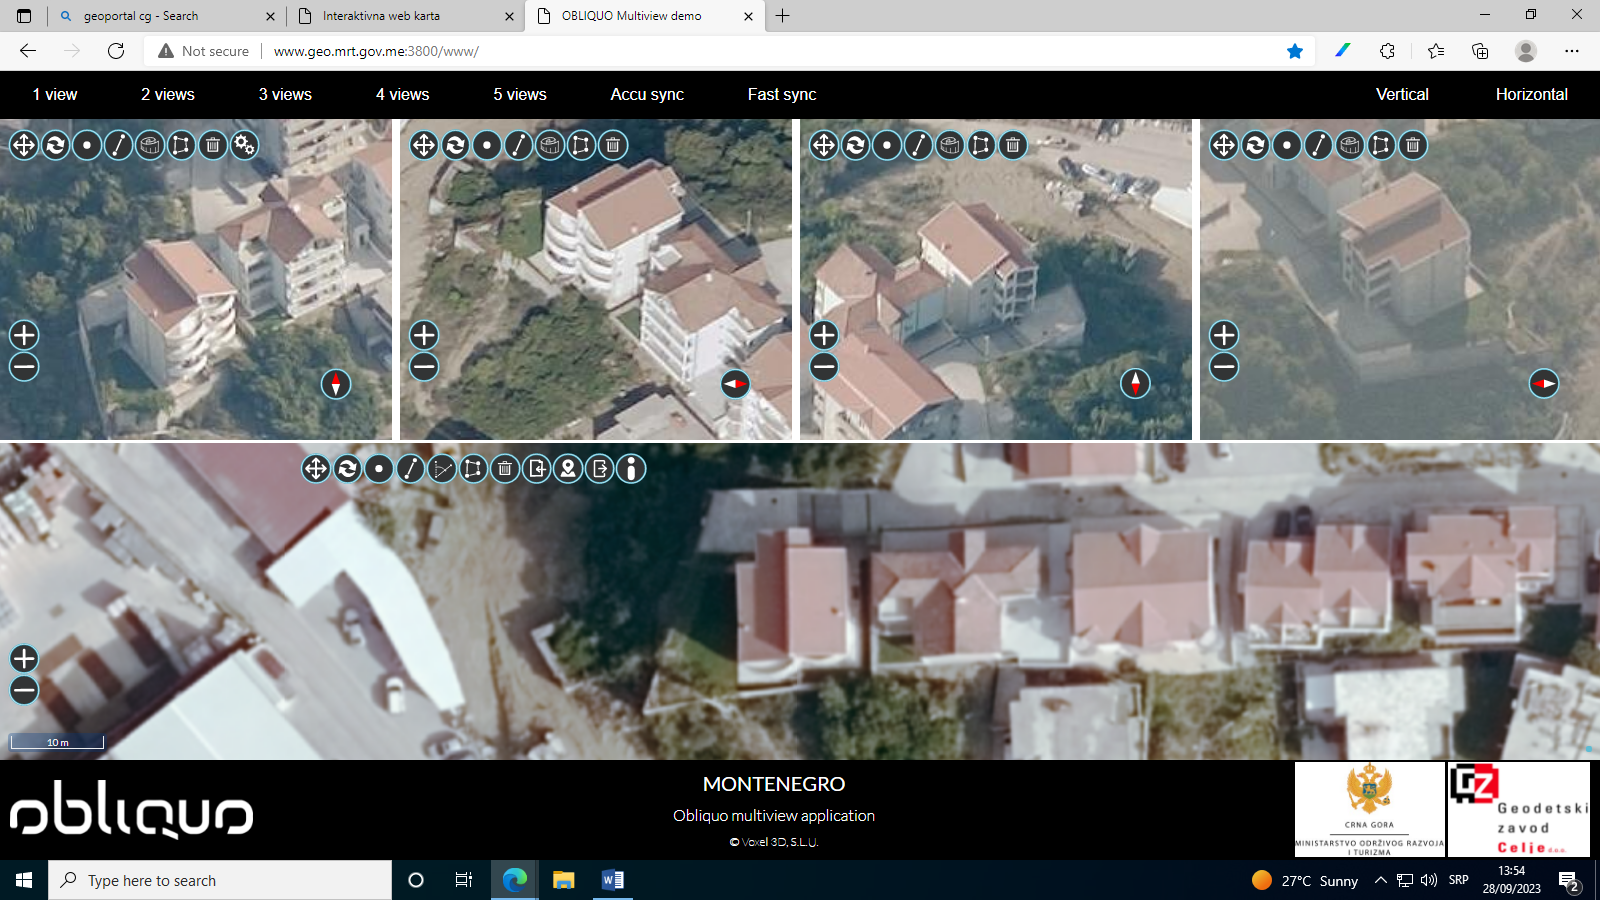 geoportal cg - Search
Interaktivna web karta
OBLIQUO Multiview demo
Not secure
www.geo.mrt.gov.me:3800/www/
1 view
2 views
3 views
4 views
5 views
Accu sync
Fast sync
Vertical
Horizontal
10 m
obliquo
MONTENEGRO
Obliquo multiview application
© Voxel 3D, S.L.U.
CRNA GORA
MINISTARSTVO ODRŽIVOG RAZVOJA
I TURIZMA
GZ
Geodetski
zavod
Celje d.o.o.
Type here to search
27°C Sunny
SRP
13:54
28/09/2023
2